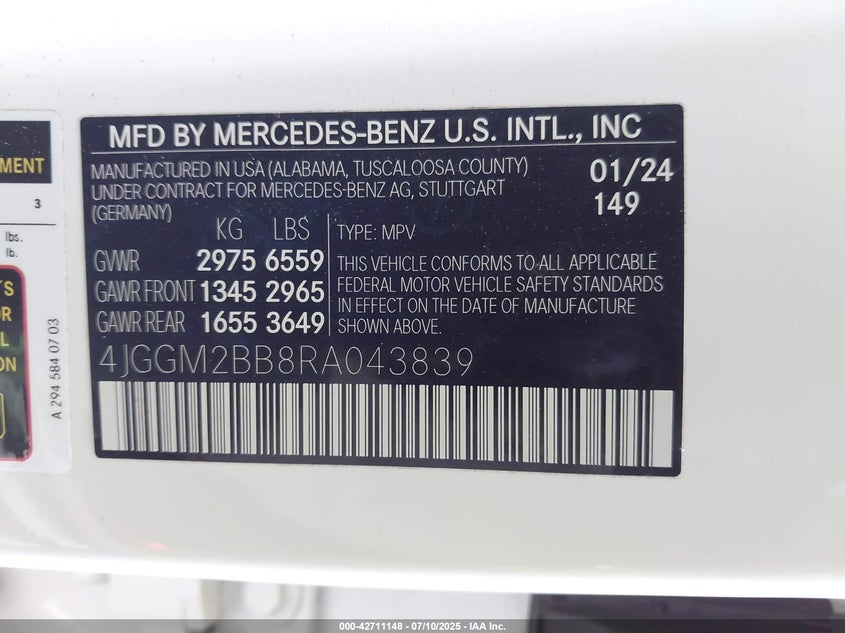 MENT
3
lbs.
lb.
S
OR
L
ION
A 294 584 07 03
MFD BY MERCEDES-BENZ U.S. INTL., INC
MANUFACTURED IN USA (ALABAMA, TUSCALOOSA COUNTY)
UNDER CONTRACT FOR MERCEDES-BENZ AG, STUTTGART
(GERMANY)
01/24
149
KG LBS
GVWR 2975 6559
GAWR FRONT 1345 2965
GAWR REAR 1655 3649
TYPE: MPV
THIS VEHICLE CONFORMS TO ALL APPLICABLE
FEDERAL MOTOR VEHICLE SAFETY STANDARDS
IN EFFECT ON THE DATE OF MANUFACTURE
SHOWN ABOVE.
4JGGM2BB8RA043839
000-42711148 - 07/10/2025 - IAA Inc.